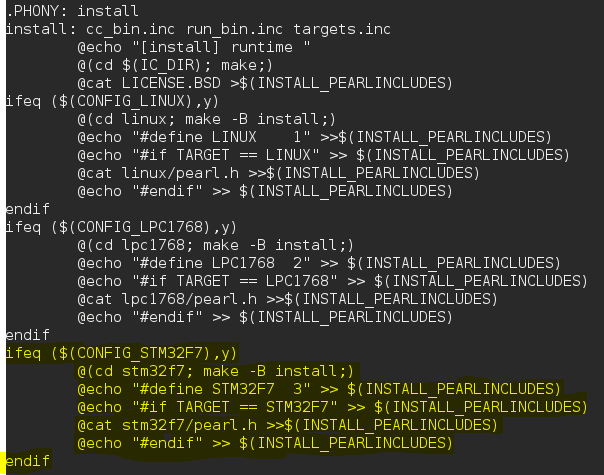 .PHONY: install
install: cc_bin.inc run_bin.inc targets.inc
        @echo "[install] runtime "
        @(cd $(IC_DIR); make;)
        @cat LICENSE.BSD >$(INSTALL_PEARLINCLUDES)
ifeq ($(CONFIG_LINUX),y)
        @(cd linux; make -B install;)
        @echo "#define LINUX    1" >>$(INSTALL_PEARLINCLUDES)
        @echo "#if TARGET == LINUX" >> $(INSTALL_PEARLINCLUDES)
        @cat linux/pearl.h >>$(INSTALL_PEARLINCLUDES)
        @echo "#endif" >> $(INSTALL_PEARLINCLUDES)
endif
ifeq ($(CONFIG_LPC1768),y)
        @(cd lpc1768; make -B install;)
        @echo "#define LPC1768  2" >> $(INSTALL_PEARLINCLUDES)
        @echo "#if TARGET == LPC1768" >> $(INSTALL_PEARLINCLUDES)
        @cat lpc1768/pearl.h >>$(INSTALL_PEARLINCLUDES)
        @echo "#endif" >> $(INSTALL_PEARLINCLUDES)
endif
ifeq ($(CONFIG_STM32F7),y)
        @(cd stm32f7; make -B install;)
        @echo "#define STM32F7  3" >> $(INSTALL_PEARLINCLUDES)
        @echo "#if TARGET == STM32F7" >> $(INSTALL_PEARLINCLUDES)
        @cat stm32f7/pearl.h >>$(INSTALL_PEARLINCLUDES)
        @echo "#endif" >> $(INSTALL_PEARLINCLUDES)
endif